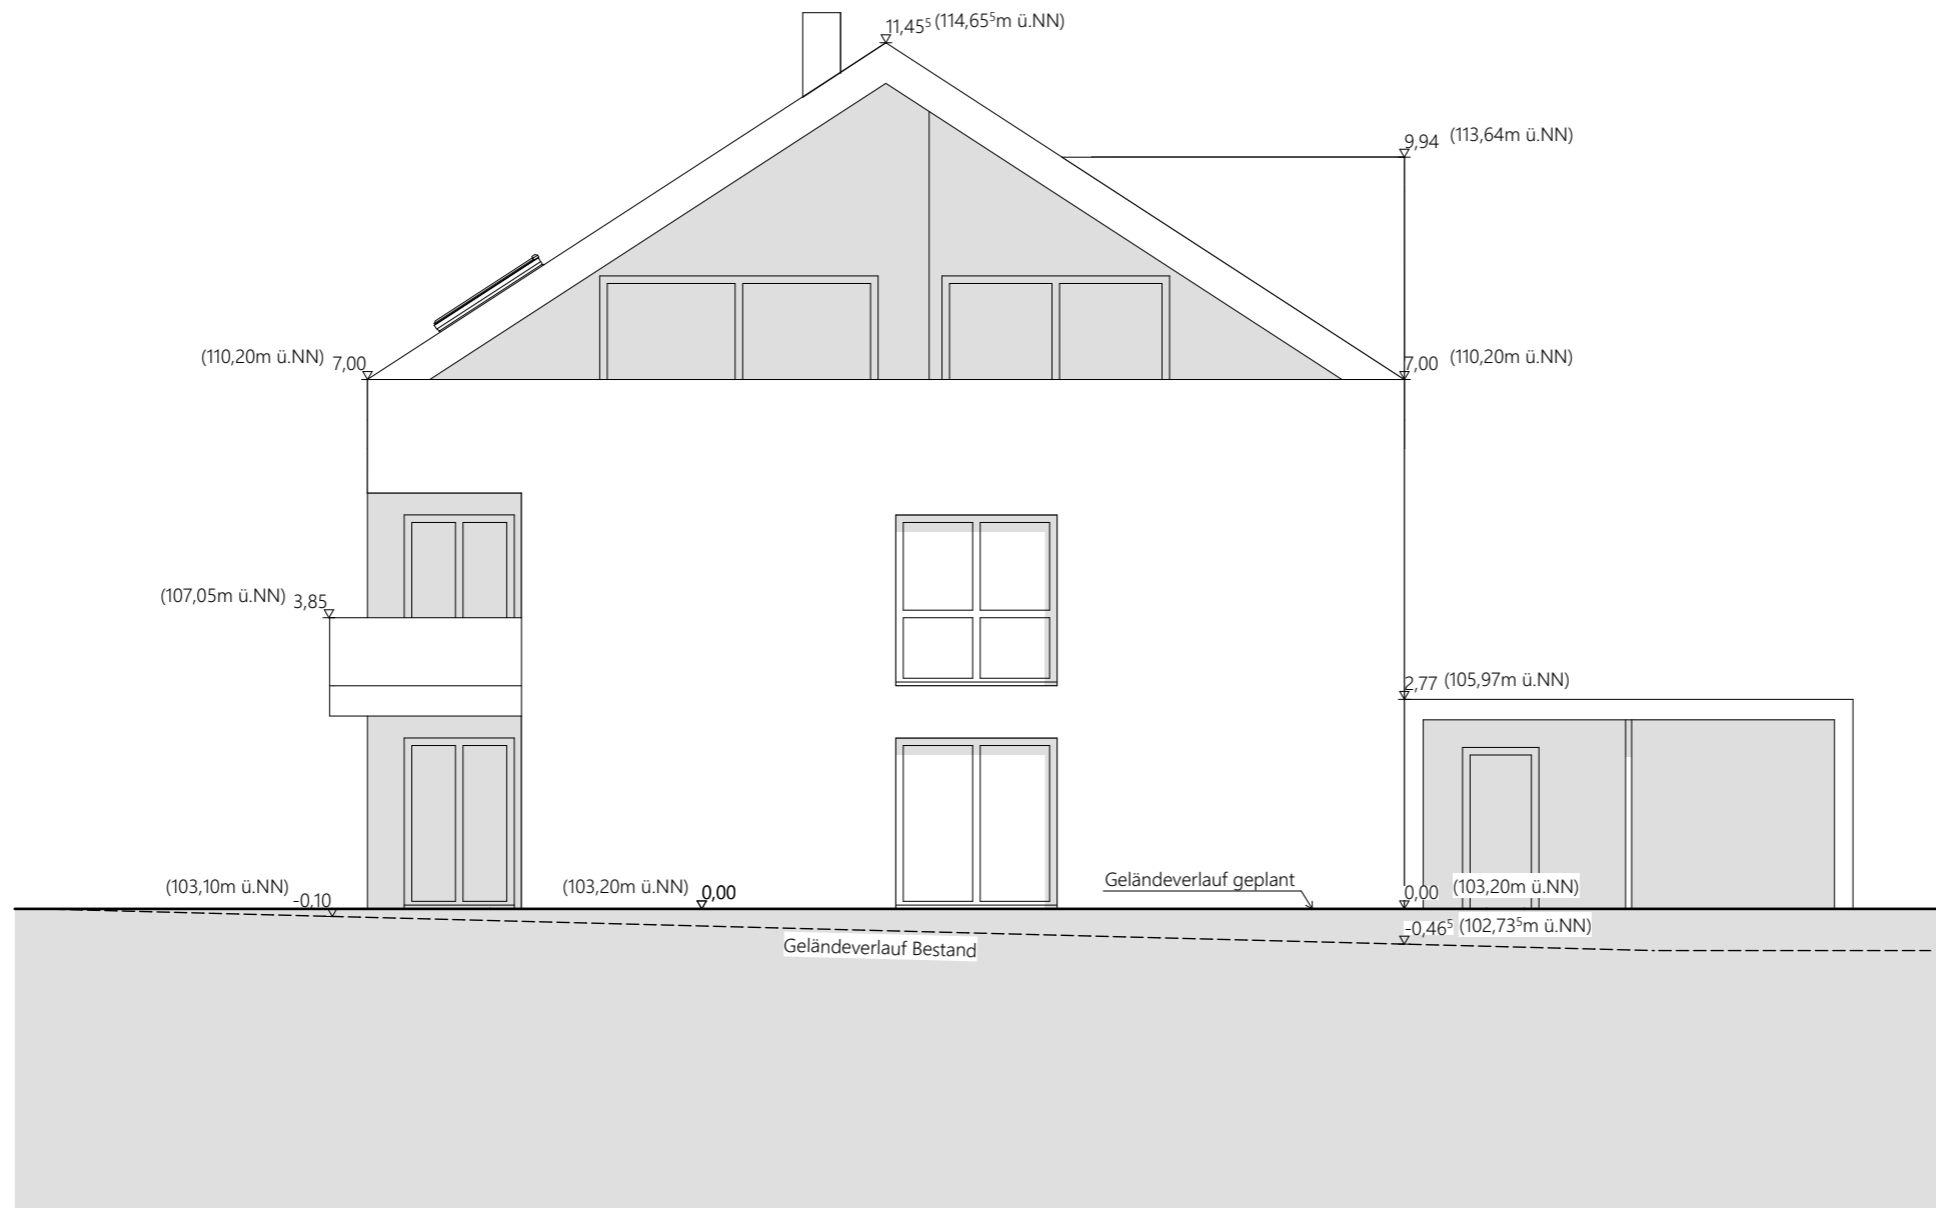 11,45⁵ (114,65⁵m ü.NN)
9,94 (113,64m ü.NN)
(110,20m ü.NN) 7,00
7,00 (110,20m ü.NN)
(107,05m ü.NN) 3,85
2,77 (105,97m ü.NN)
(103,10m ü.NN) -0,10
(103,20m ü.NN) 0,00
Geländeverlauf geplant
0,00 (103,20m ü.NN)
-0,46⁵ (102,73⁵m ü.NN)
Geländeverlauf Bestand